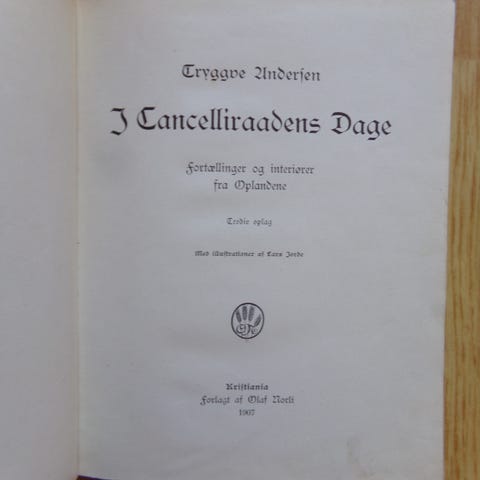 Tryggve Andersen
I Cancelliraadens Dage
Fortællinger og interiører
fra Oplandene
Tredie oplag
Med illustrationer af Lars Jorde
Kristiania
Forlagt af Olaf Norli
1907